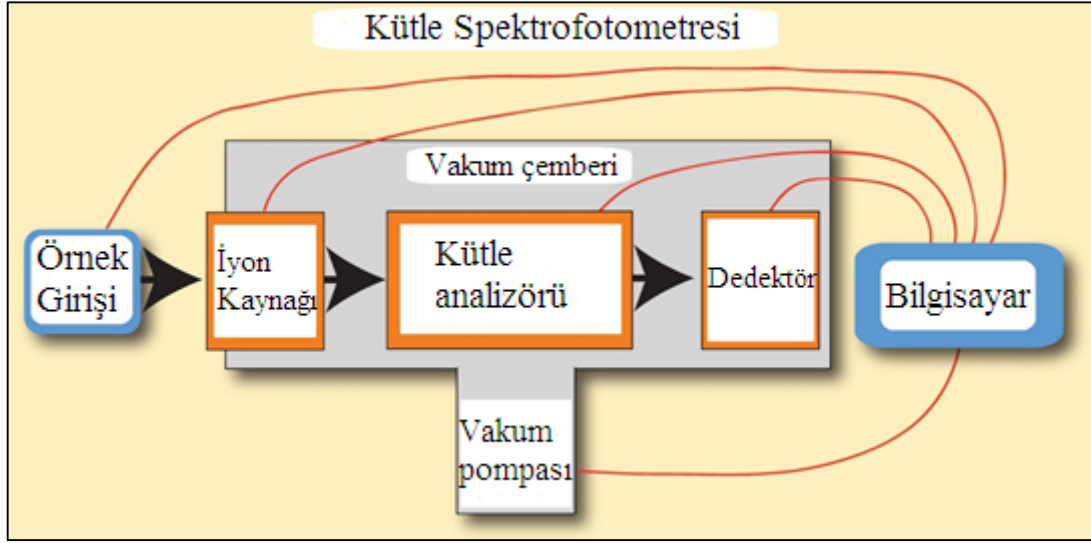 Kütle Spektrofotometresi
Vakum çemberi
Örnek
Girişi
İyon
Kaynağı
Kütle
analizörü
Dedektör
Bilgisayar
Vakum
pompası